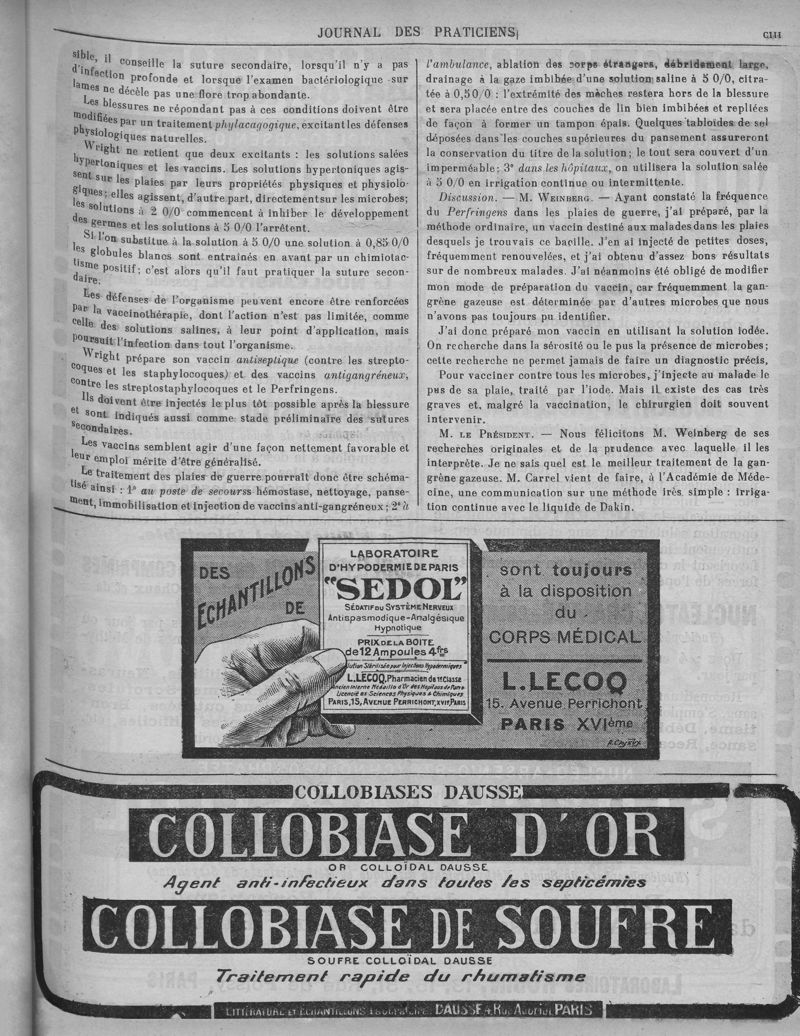 JOURNAL DES PRATICIENS
CIII
sible, il conseille la suture secondaire, lorsqu'il n'y a pas
d'infection profonde et lorsque l'examen bactériologique sur
lames ne décèle pas une flore trop abondante.
Les blessures ne répondant pas à ces conditions doivent être
modifiées par un traitement phylacagogique, excitant les défenses
physiologiques naturelles.
Wright ne retient que deux excitants : les solutions salées
hypertoniques et les vaccins. Les solutions hypertoniques agis-
sent sur les plaies par leurs propriétés physiques et physiolo-
giques; elles agissent, d'autre part, directement sur les microbes;
les solutions à 2 0/0 commencent à inhiber le développement
des germes et les solutions à 5 0/0 l'arrêtent.
Si l'on substitue à la solution à 5 0/0 une solution à 0,85 0/0
les globules blancs sont entraînés en avant par un chimiotac-
tisme positif; c'est alors qu'il faut pratiquer la suture secon-
daire.
Les défenses de l'organisme peuvent encore être renforcées
par la vaccinothérapie, dont l'action n'est pas limitée, comme
celle des solutions salines, à leur point d'application, mais
poursuit l'infection dans tout l'organisme.
Wright prépare son vaccin antiseptique (contre les strepto-
coques et les staphylocoques) et des vaccins antigangréneux,
contre les streptostaphylocoques et le Perfringens.
Ils doivent être injectés le plus tôt possible après la blessure
et sont indiqués aussi comme stade préliminaire des sutures
secondaires.
Les vaccins semblent agir d'une façon nettement favorable et
leur emploi mérite d'être généralisé.
Le traitement des plaies de guerre pourrait donc être schéma-
tisé ainsi : 1° au poste de secourss hémostase, nettoyage, panse-
ment, immobilisation et injection de vaccins anti-gangréneux; 2° à
l'ambulance, ablation des corps étrangers, débridement large,
drainage à la gaze imbibée d'une solution saline à 5 0/0, citra-
tée à 0,50 0/0 : l'extrémité des mèches restera hors de la blessure
et sera placée entre des couches de lin bien imbibées et repliées
de façon à former un tampon épais. Quelques tabloïdes de sel
déposées dans les couches supérieures du pansement assureront
la conservation du titre de la solution; le tout sera couvert d'un
imperméable; 3° dans les hôpitaux, on utilisera la solution salée
à 5 0/0 en irrigation continue ou intermittente.
Discussion. — M. WEINBERG. — Ayant constaté la fréquence
du Perfringens dans les plaies de guerre, j'ai préparé, par la
méthode ordinaire, un vaccin destiné aux malades dans les plaies
desquels je trouvais ce bacille. J'en ai injecté de petites doses,
fréquemment renouvelées, et j'ai obtenu d'assez bons résultats
sur de nombreux malades. J'ai néanmoins été obligé de modifier
mon mode de préparation du vaccin, car fréquemment la gan-
grène gazeuse est déterminée par d'autres microbes que nous
n'avons pas toujours pu identifier.
J'ai donc préparé mon vaccin en utilisant la solution iodée.
On recherche dans la sérosité ou le pus la présence de microbes;
cette recherche ne permet jamais de faire un diagnostic précis,
Pour vacciner contre tous les microbes, j'injecte au malade le
pus de sa plaie, traité par l'iode. Mais il existe des cas très
graves et, malgré la vaccination, le chirurgien doit souvent
intervenir.
M. LE PRÉSIDENT. — Nous félicitons M. Weinberg de ses
recherches originales et de la prudence avec laquelle il les
interprète. Je ne sais quel est le meilleur traitement de la gan-
grène gazeuse. M. Carrel vient de faire, à l'Académie de Méde-
cine, une communication sur une méthode très simple : irriga-
tion continue avec le liquide de Dakin.
DES
ECHANTILLONS
DE
LABORATOIRE
D'HYPODERMIE DE PARIS
"SEDOL"
SÉDATIF DU SYSTÈME NERVEUX
Antispasmodique-Analgésique
Hypnotique
PRIX DE LA BOITE
de 12 Ampoules 4frs
Solution Stérilisée pour Injections Hypodermiques
L.LECOQ, Pharmacien de 1re Classe
Ancien Interne Médaille d'Or des Hôpitaux de Paris
Licencié ès Sciences Physiques & Chimiques
PARIS, 15, AVENUE PERRICHONT, XVIe, PARIS
sont toujours
à la disposition
du
CORPS MÉDICAL
L. LECOQ
15. Avenue Perrichont
PARIS XVIème
COLLOBIASES DAUSSE
COLLOBIASE D'OR
OR COLLOÏDAL DAUSSE
Agent anti-infectieux dans toutes les septicémies
COLLOBIASE DE SOUFRE
SOUFRE COLLOÏDAL DAUSSE
Traitement rapide du rhumatisme
LITTÉRATURE ET ÉCHANTILLONS Laboratoires DAUSSE 4, Rue Aubriot PARIS